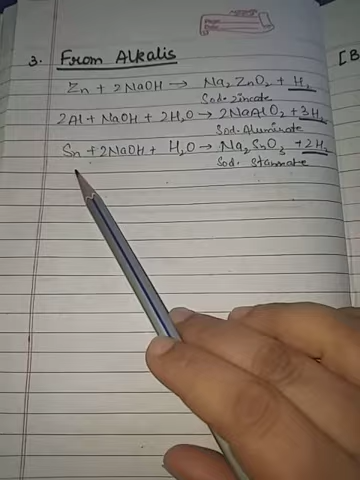 3. From Alkalis
Zn + 2NaOH → Na₂ZnO₂ + H₂
Sod. Zincate
2Al + NaOH + 2H₂O → 2NaAlO₂ + 3H₂
Sod. Aluminate
Sn + 2NaOH + H₂O → Na₂SnO₃ + 2H₂
Sod. Stannate
[B